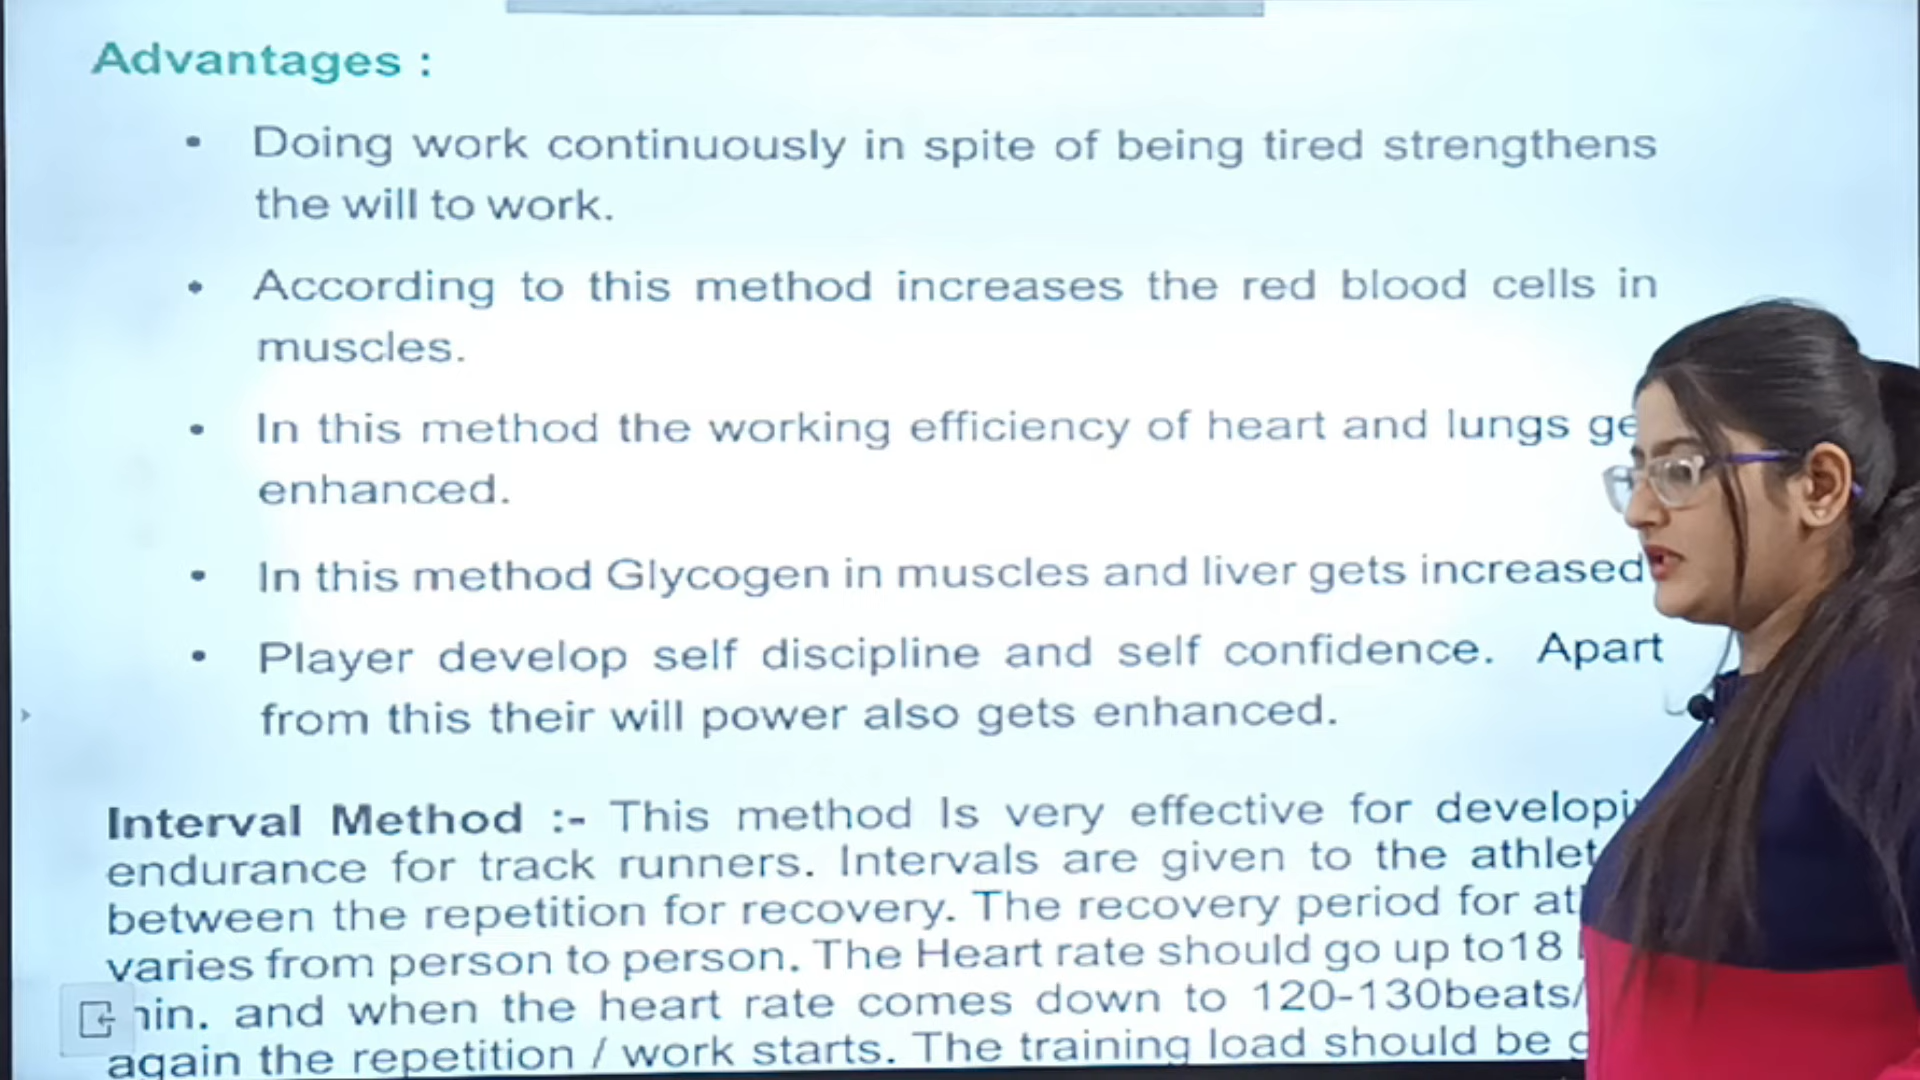 Advantages :
• Doing work continuously in spite of being tired strengthens
the will to work.
• According to this method increases the red blood cells in
muscles.
• In this method the working efficiency of heart and lungs
enhanced.
• In this method Glycogen in muscles and liver gets increased
• Player develop self discipline and self confidence. Apart
from this their will power also gets enhanced.
Interval Method :- This method Is very effective for
endurance for track runners. Intervals are given to the
between the repetition for recovery. The recovery period for
varies from person to person. The Heart rate should go up to18
and when the heart rate comes down to 120-130beats/
again the repetition / work starts. The training load should be